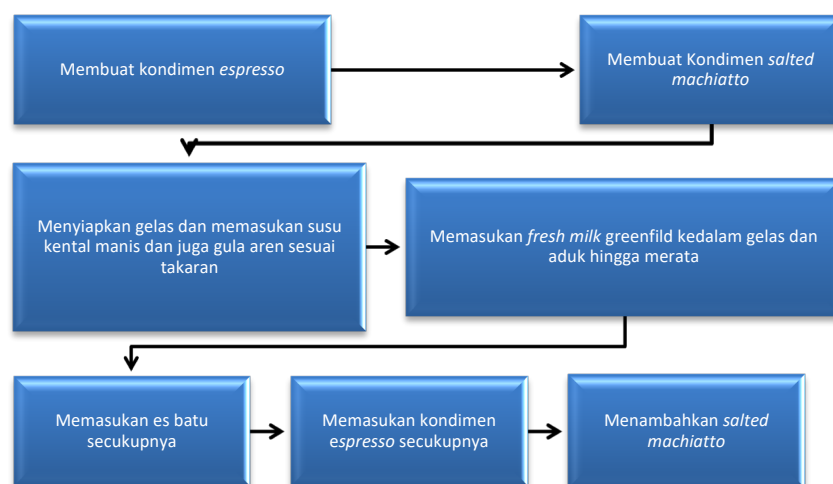 Membuat kondimen espresso
Membuat Kondimen salted
machiatto
Menyiapkan gelas dan memasukan susu
kental manis dan juga gula aren sesuai
takaran
Memasukan fresh milk greenfild kedalam gelas dan
aduk hingga merata
Memasukan es batu
secukupnya
Memasukan kondimen
espresso secukupnya
Menambahkan salted
machiatto